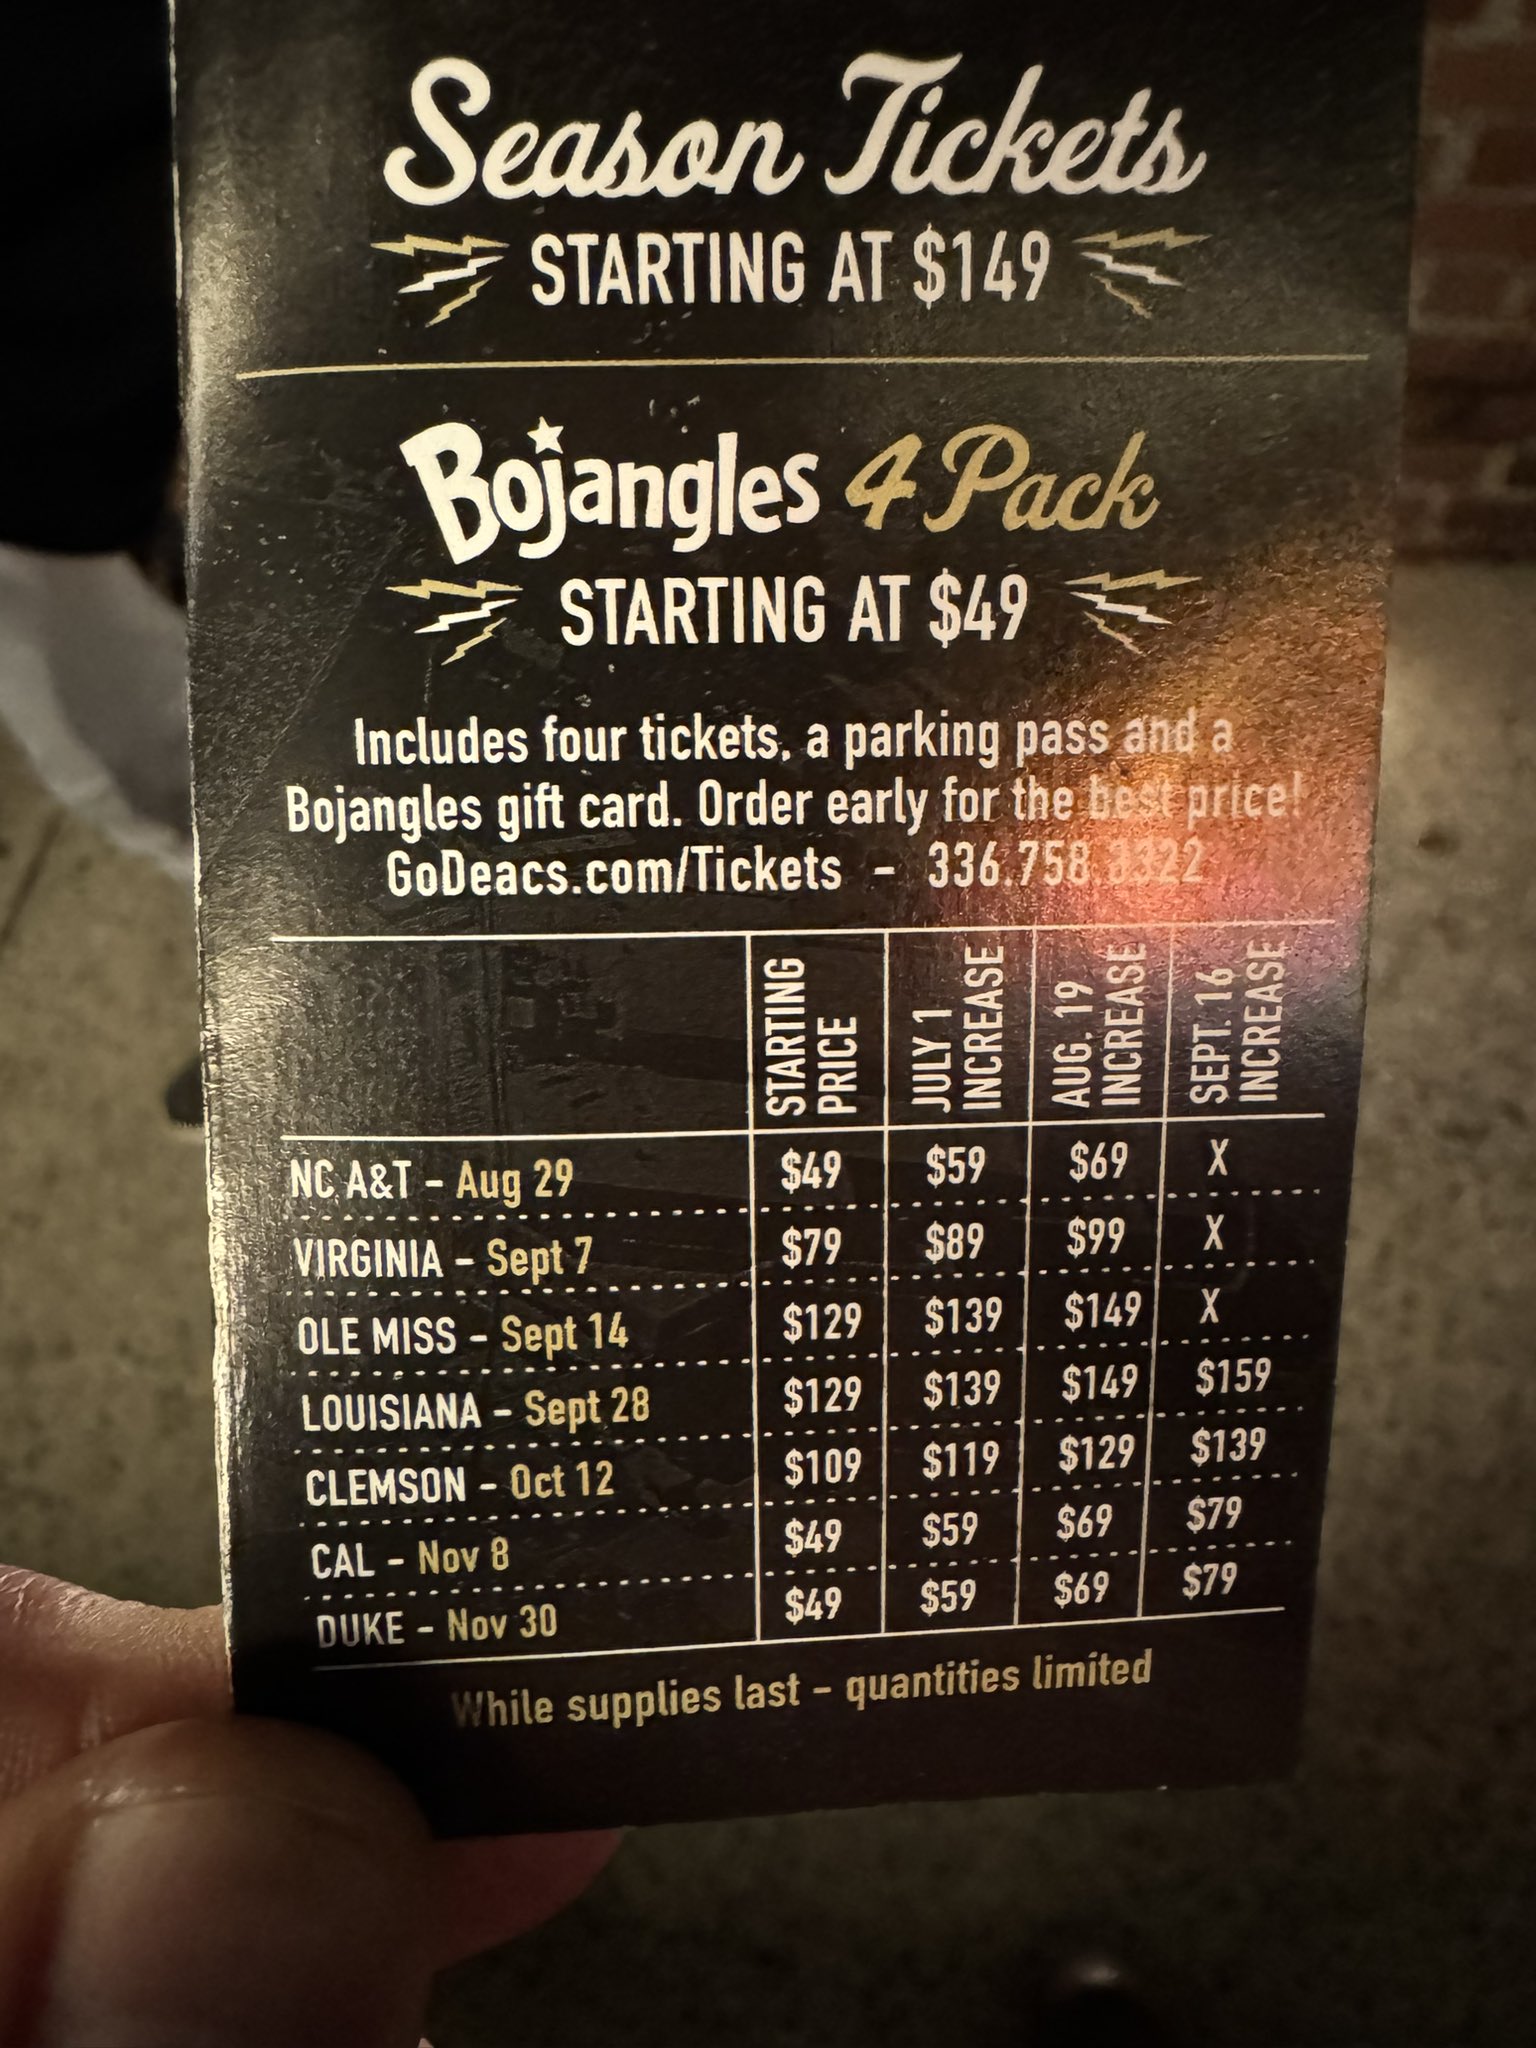 Season Tickets
STARTING AT $149
Bojangles 4 Pack
STARTING AT $49
Includes four tickets, a parking pass and a
Bojangles gift card. Order early for the best price!
GoDeacs.com/Tickets - 336.758.3322
STARTING PRICE JULY 1 INCREASE AUG. 19 INCREASE SEPT. 16 INCREASE
NC A&T - Aug 29 $49 $59 $69 X
VIRGINIA - Sept 7 $79 $89 $99 X
OLE MISS - Sept 14 $129 $139 $149 X
LOUISIANA - Sept 28 $129 $139 $149 $159
CLEMSON - Oct 12 $109 $119 $129 $139
CAL - Nov 8 $49 $59 $69 $79
DUKE - Nov 30 $49 $59 $69 $79
While supplies last - quantities limited